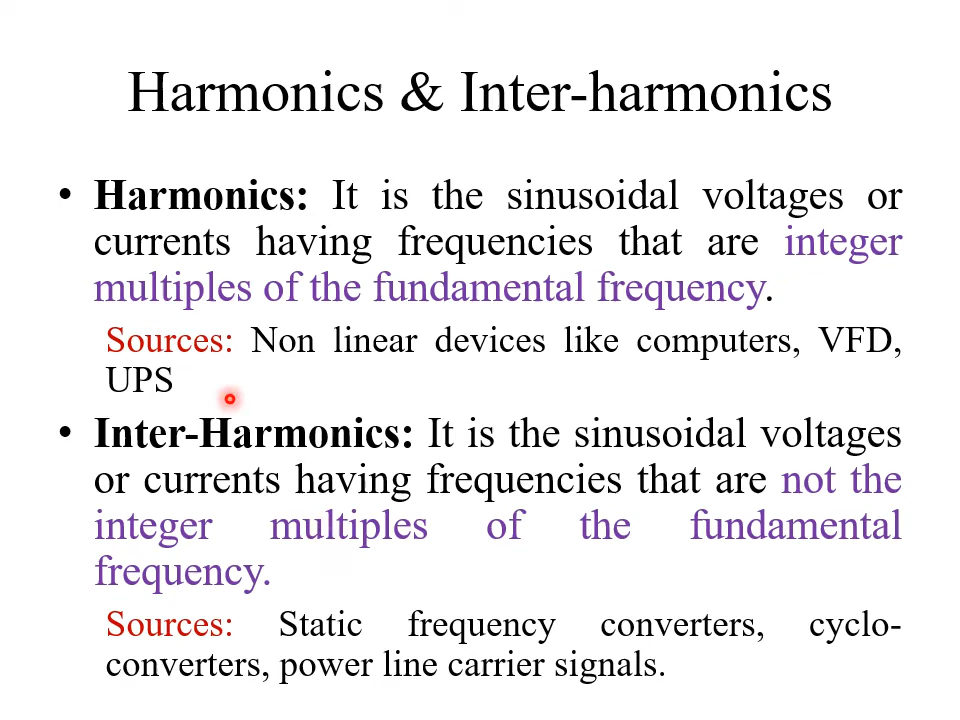 Harmonics & Inter-harmonics
• Harmonics: It is the sinusoidal voltages or
currents having frequencies that are integer
multiples of the fundamental frequency.
Sources: Non linear devices like computers, VFD,
UPS
• Inter-Harmonics: It is the sinusoidal voltages
or currents having frequencies that are not the
integer multiples of the fundamental
frequency.
Sources: Static frequency converters, cyclo-
converters, power line carrier signals.